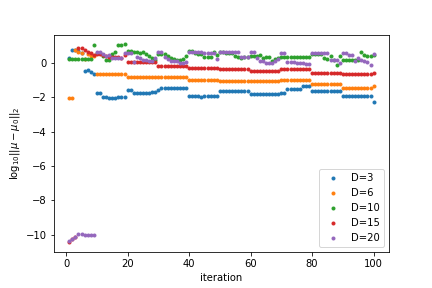 log₁₀||μ − μ₀||₂
0
−2
−4
−6
−8
−10
0
20
40
60
80
100
iteration
D=3
D=6
D=10
D=15
D=20